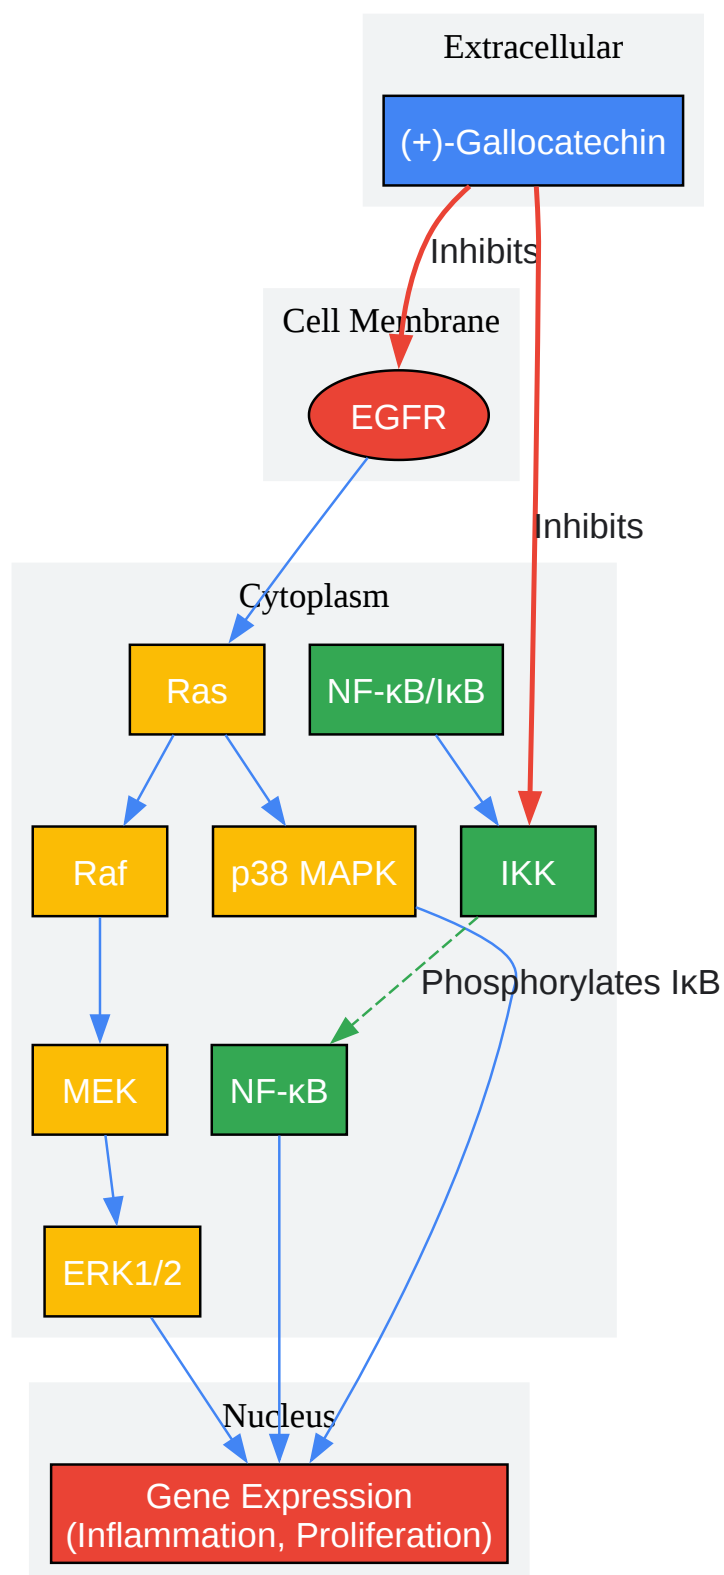 Extracellular
(+)-Gallocatechin
Inhibits
Cell Membrane
EGFR
Inhibits
Cytoplasm
Ras
NF-κB/IκB
Raf
p38 MAPK
IKK
Phosphorylates IκB
MEK
NF-κB
ERK1/2
Nucleus
Gene Expression
(Inflammation, Proliferation)